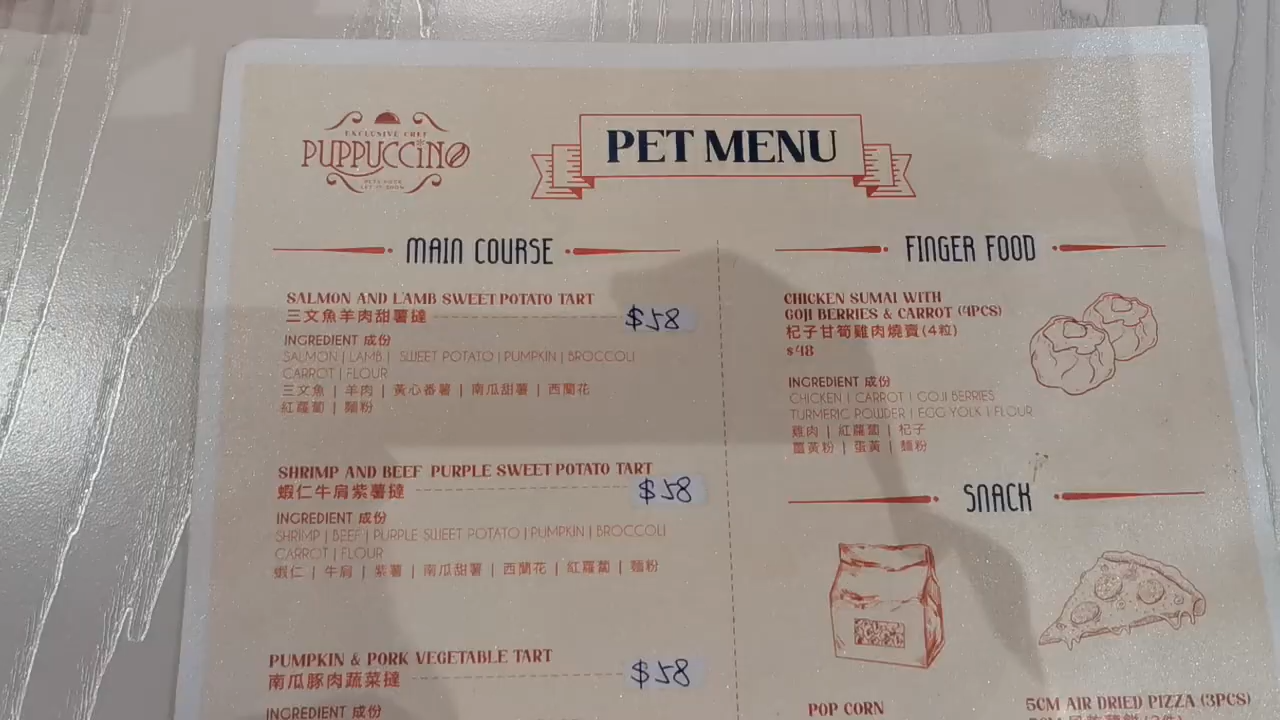 EXCLUSIVE CHEF
PUPPUCCINO
PET MENU
MAIN COURSE
SALMON AND LAMB SWEET POTATO TART
三文魚羊肉甜薯撻
$58
INGREDIENT 成份
SALMON | LAMB | SWEET POTATO | PUMPKIN | BROCCOLI
CARROT | FLOUR
三文魚 | 羊肉 | 黃心番薯 | 南瓜甜薯 | 西蘭花
紅蘿蔔 | 麵粉
SHRIMP AND BEEF PURPLE SWEET POTATO TART
蝦仁牛肩紫薯撻
$58
INGREDIENT 成份
SHRIMP | BEEF | PURPLE SWEET POTATO | PUMPKIN | BROCCOLI
CARROT | FLOUR
蝦仁 | 牛肩 | 紫薯 | 南瓜甜薯 | 西蘭花 | 紅蘿蔔 | 麵粉
PUMPKIN & PORK VEGETABLE TART
南瓜豚肉蔬菜撻
$58
INGREDIENT 成份
FINGER FOOD
CHICKEN SUMAI WITH
GOJI BERRIES & CARROT (4PCS)
杞子甘筍雞肉燒賣(4粒)
$48
INGREDIENT 成份
CHICKEN | CARROT | GOJI BERRIES
TURMERIC POWDER | EGG YOLK | FLOUR
雞肉 | 紅蘿蔔 | 杞子
薑黃粉 | 蛋黃 | 麵粉
SNACK
POP CORN
5CM AIR DRIED PIZZA (3PCS)